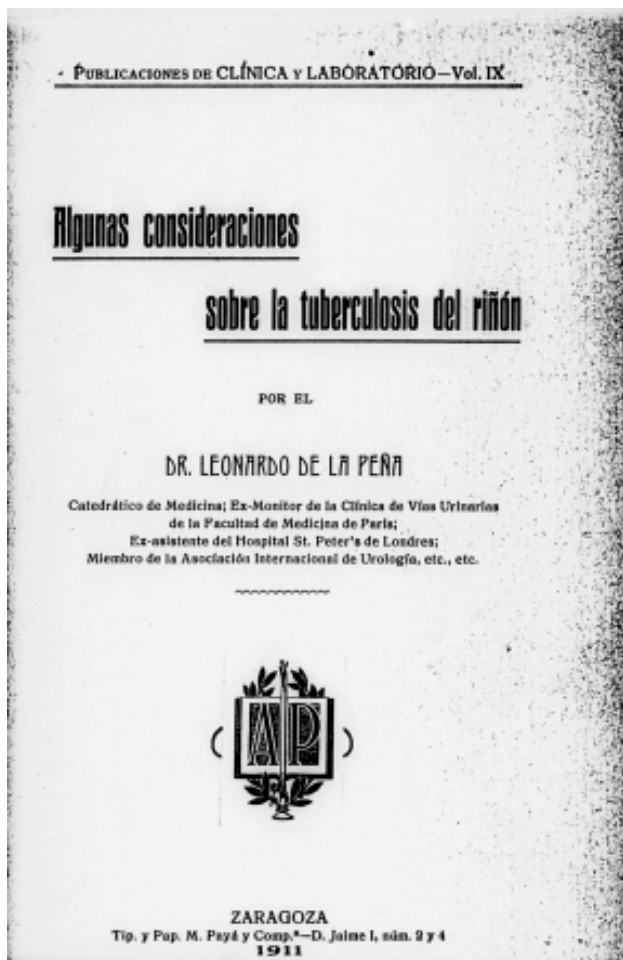 PUBLICACIONES DE CLÍNICA Y LABORATORIO—Vol. IX
Algunas consideraciones
sobre la tuberculosis del riñón
POR EL
DR. LEONARDO DE LA PEÑA
Catedrático de Medicina; Ex-Monitor de la Clínica de Vías Urinarias
de la Facultad de Medicina de París;
Ex-asistente del Hospital St. Peter's de Londres;
Miembro de la Asociación Internacional de Urología, etc., etc.
AP
ZARAGOZA
Tip. y Pap. M. Payá y Comp.ª—D. Jaime I, núm. 2 y 4
1911